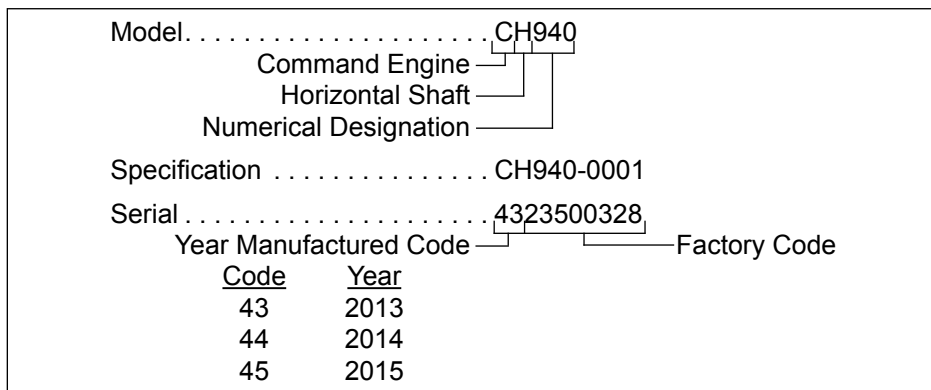 Model. . . . . . . . . . . . . . . . . . . . . CH940
Command Engine
Horizontal Shaft
Numerical Designation
Specification . . . . . . . . . . . . . . . CH940-0001
Serial . . . . . . . . . . . . . . . . . . . . . 4323500328
Year Manufactured Code Factory Code
Code Year
43 2013
44 2014
45 2015